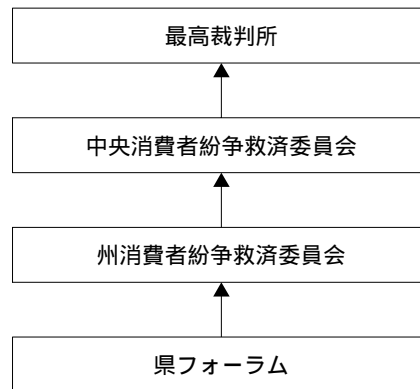 最高裁判所
中央消費者紛争救済委員会
州消費者紛争救済委員会
県フォーラム